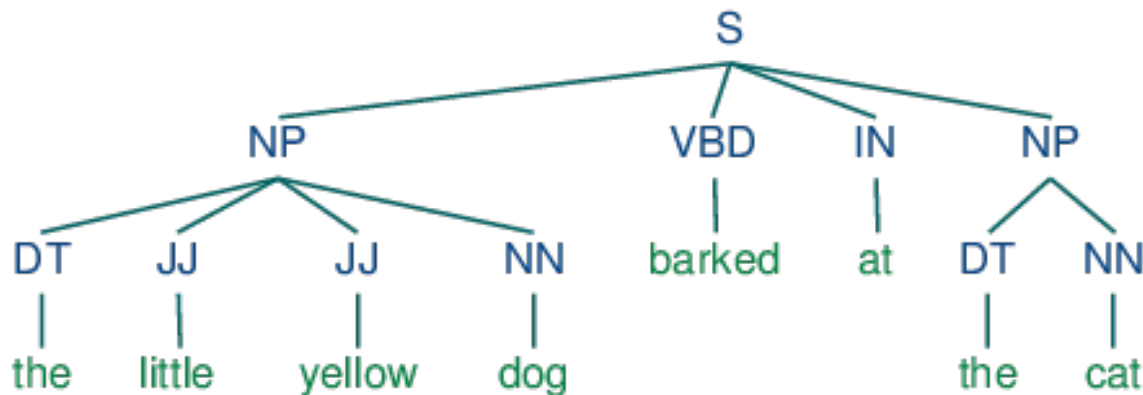 S
NP VBD IN NP
DT JJ JJ NN barked at DT NN
the little yellow dog the cat